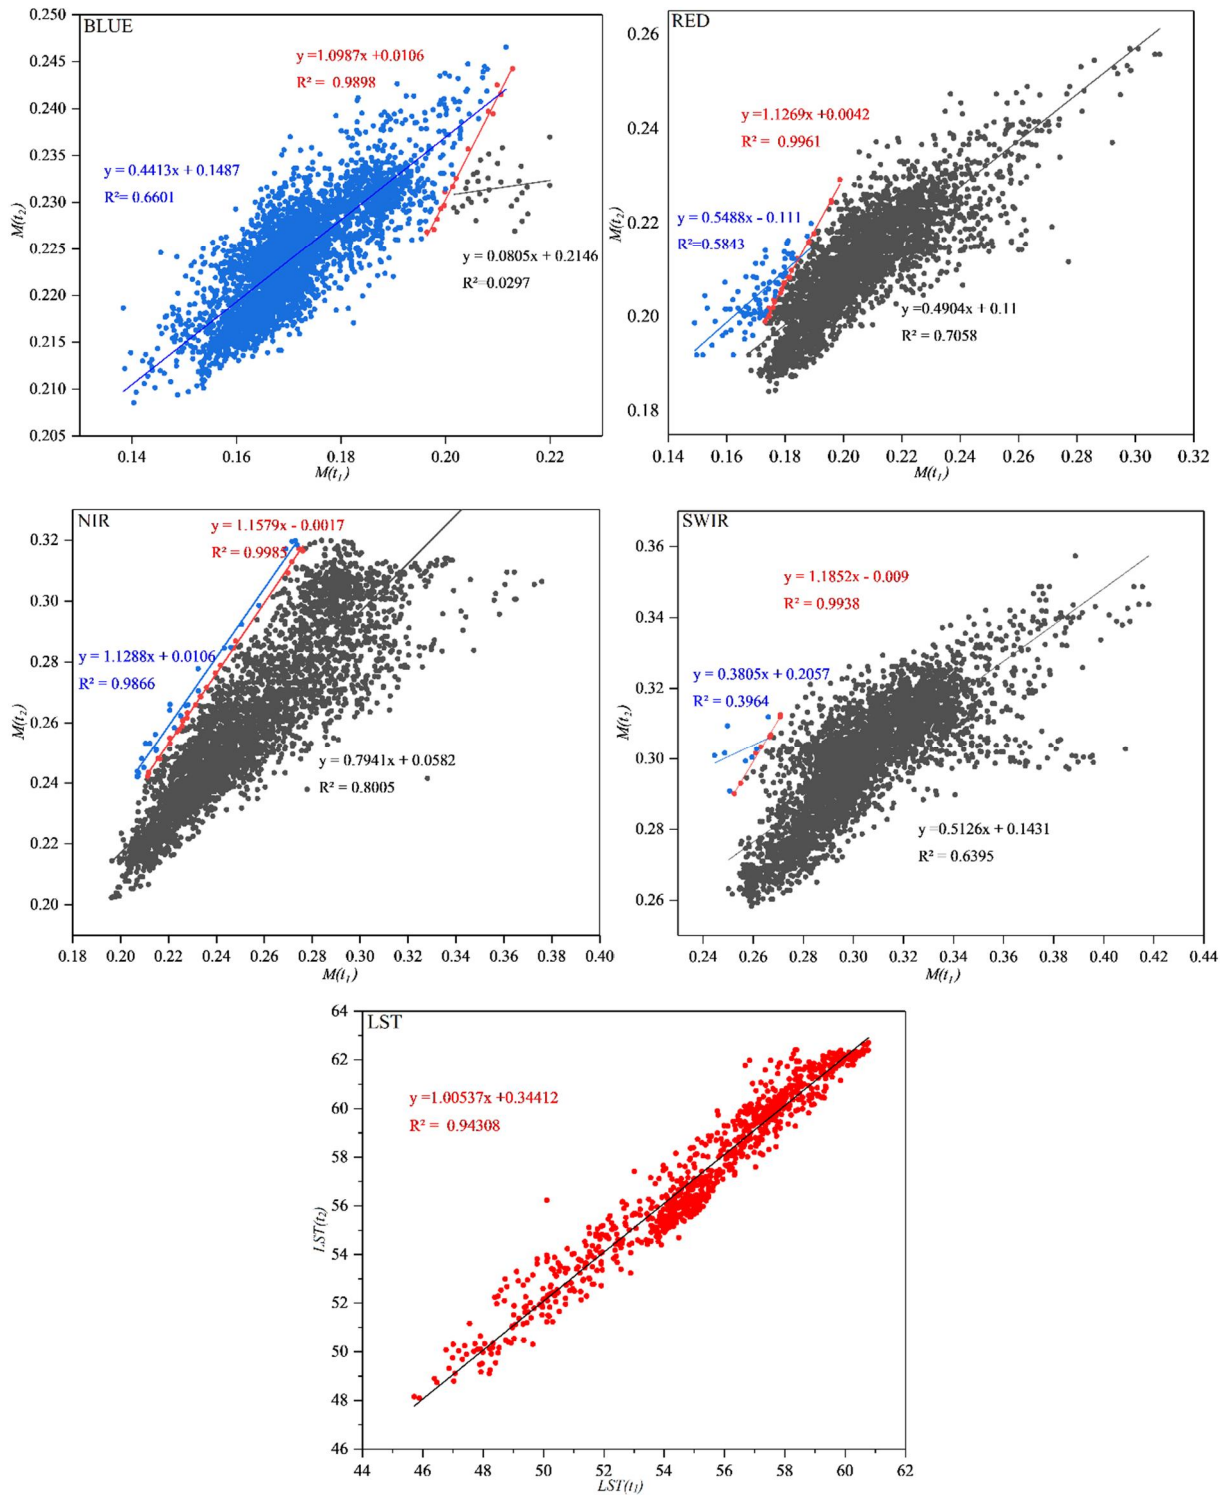 BLUE
y =1.0987x +0.0106
R² = 0.9898
y = 0.4413x + 0.1487
R²= 0.6601
y = 0.0805x + 0.2146
R²=0.0297
0.250
0.245
0.240
0.235
0.230
0.225
0.220
0.215
0.210
0.205
M(t₂)
0.14 0.16 0.18 0.20 0.22
M(t₁)
RED
y =1.1269x +0.0042
R² = 0.9961
y = 0.5488x - 0.111
R²=0.5843
y =0.4904x + 0.11
R² = 0.7058
0.26
0.24
0.22
0.20
0.18
M(t₂)
0.14 0.16 0.18 0.20 0.22 0.24 0.26 0.28 0.30 0.32
M(t₁)
NIR
y = 1.1579x - 0.0017
R² = 0.9985
y = 1.1288x + 0.0106
R² = 0.9866
y = 0.7941x + 0.0582
R² = 0.8005
0.32
0.30
0.28
0.26
0.24
0.22
0.20
M(t₂)
0.18 0.20 0.22 0.24 0.26 0.28 0.30 0.32 0.34 0.36 0.38 0.40
M(t₁)
SWIR
y = 1.1852x - 0.009
R² = 0.9938
y = 0.3805x + 0.2057
R² = 0.3964
y =0.5126x + 0.1431
R² = 0.6395
0.36
0.34
0.32
0.30
0.28
0.26
M(t₂)
0.24 0.26 0.28 0.30 0.32 0.34 0.36 0.38 0.40 0.42 0.44
M(t₁)
LST
y =1.00537x +0.34412
R² = 0.94308
64
62
60
58
56
54
52
50
48
46
LST(t₂)
44 46 48 50 52 54 56 58 60 62
LST(t₁)